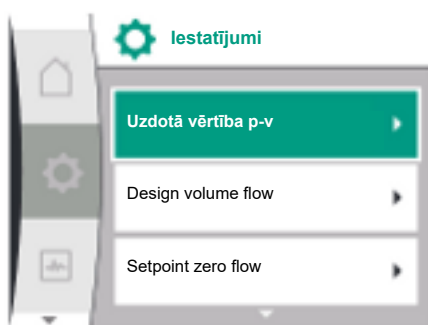 Iestatījumi
Uzdotā vērtība p-v
Design volume flow
Setpoint zero flow